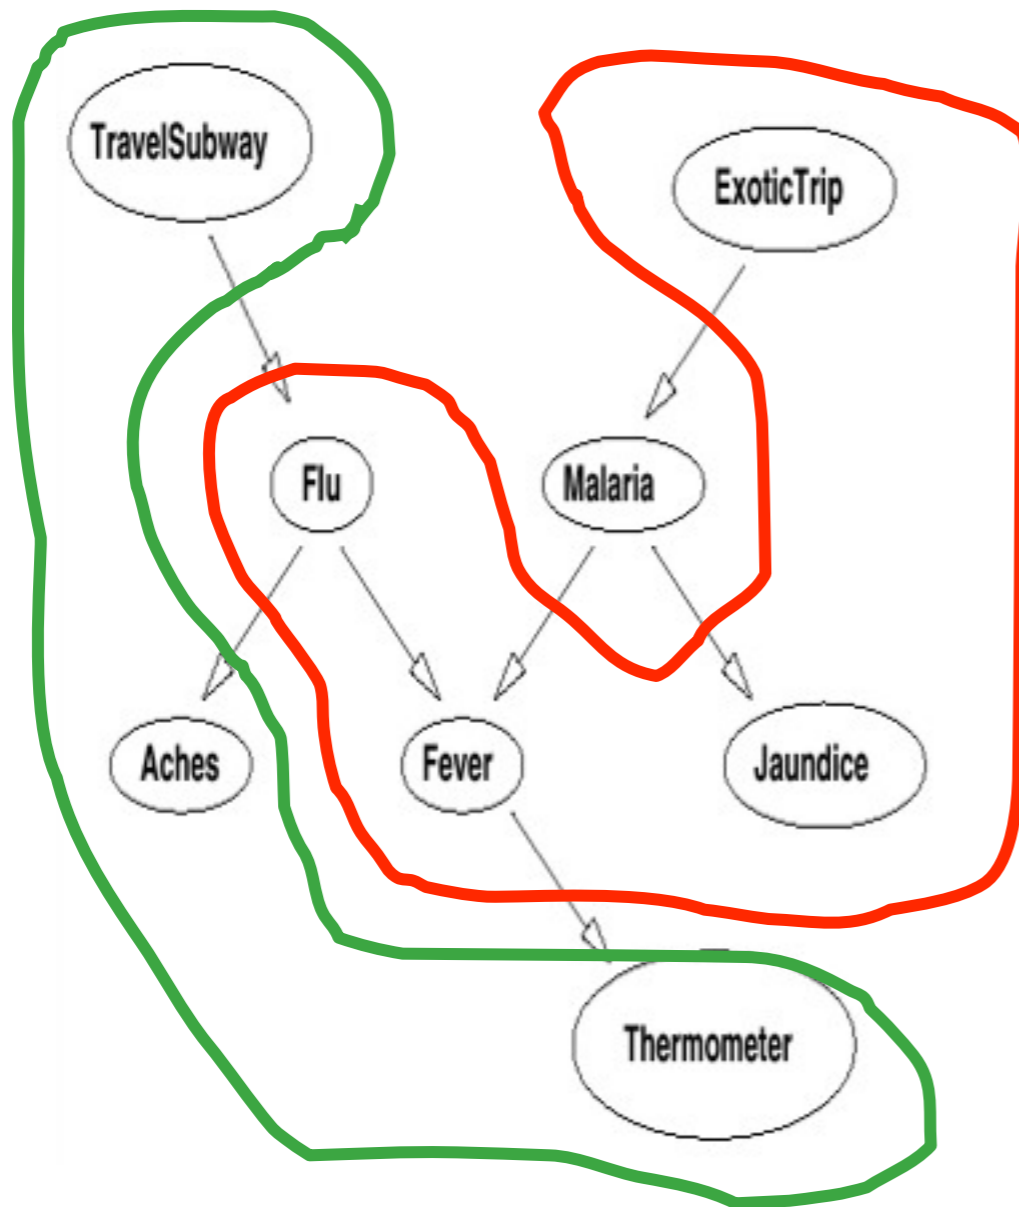 TravelSubway
ExoticTrip
Flu
Malaria
Aches
Fever
Jaundice
Thermometer